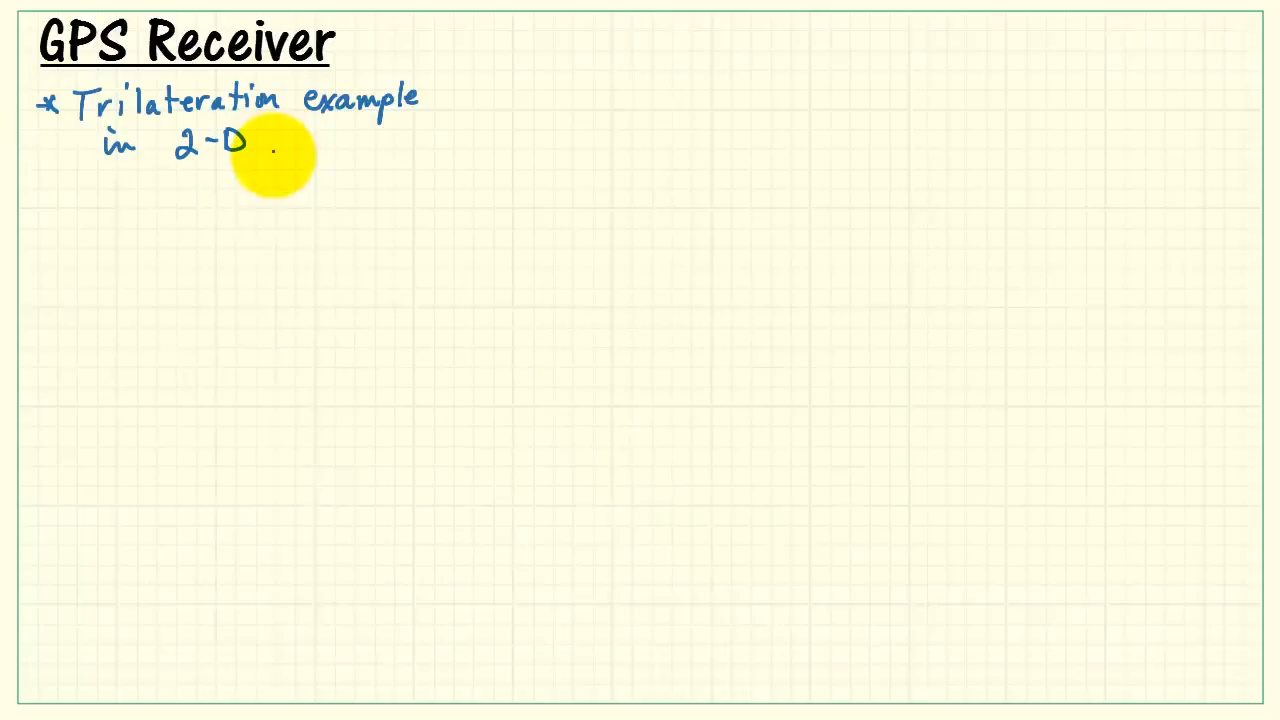 GPS Receiver
* Trilateration example
in 2-D